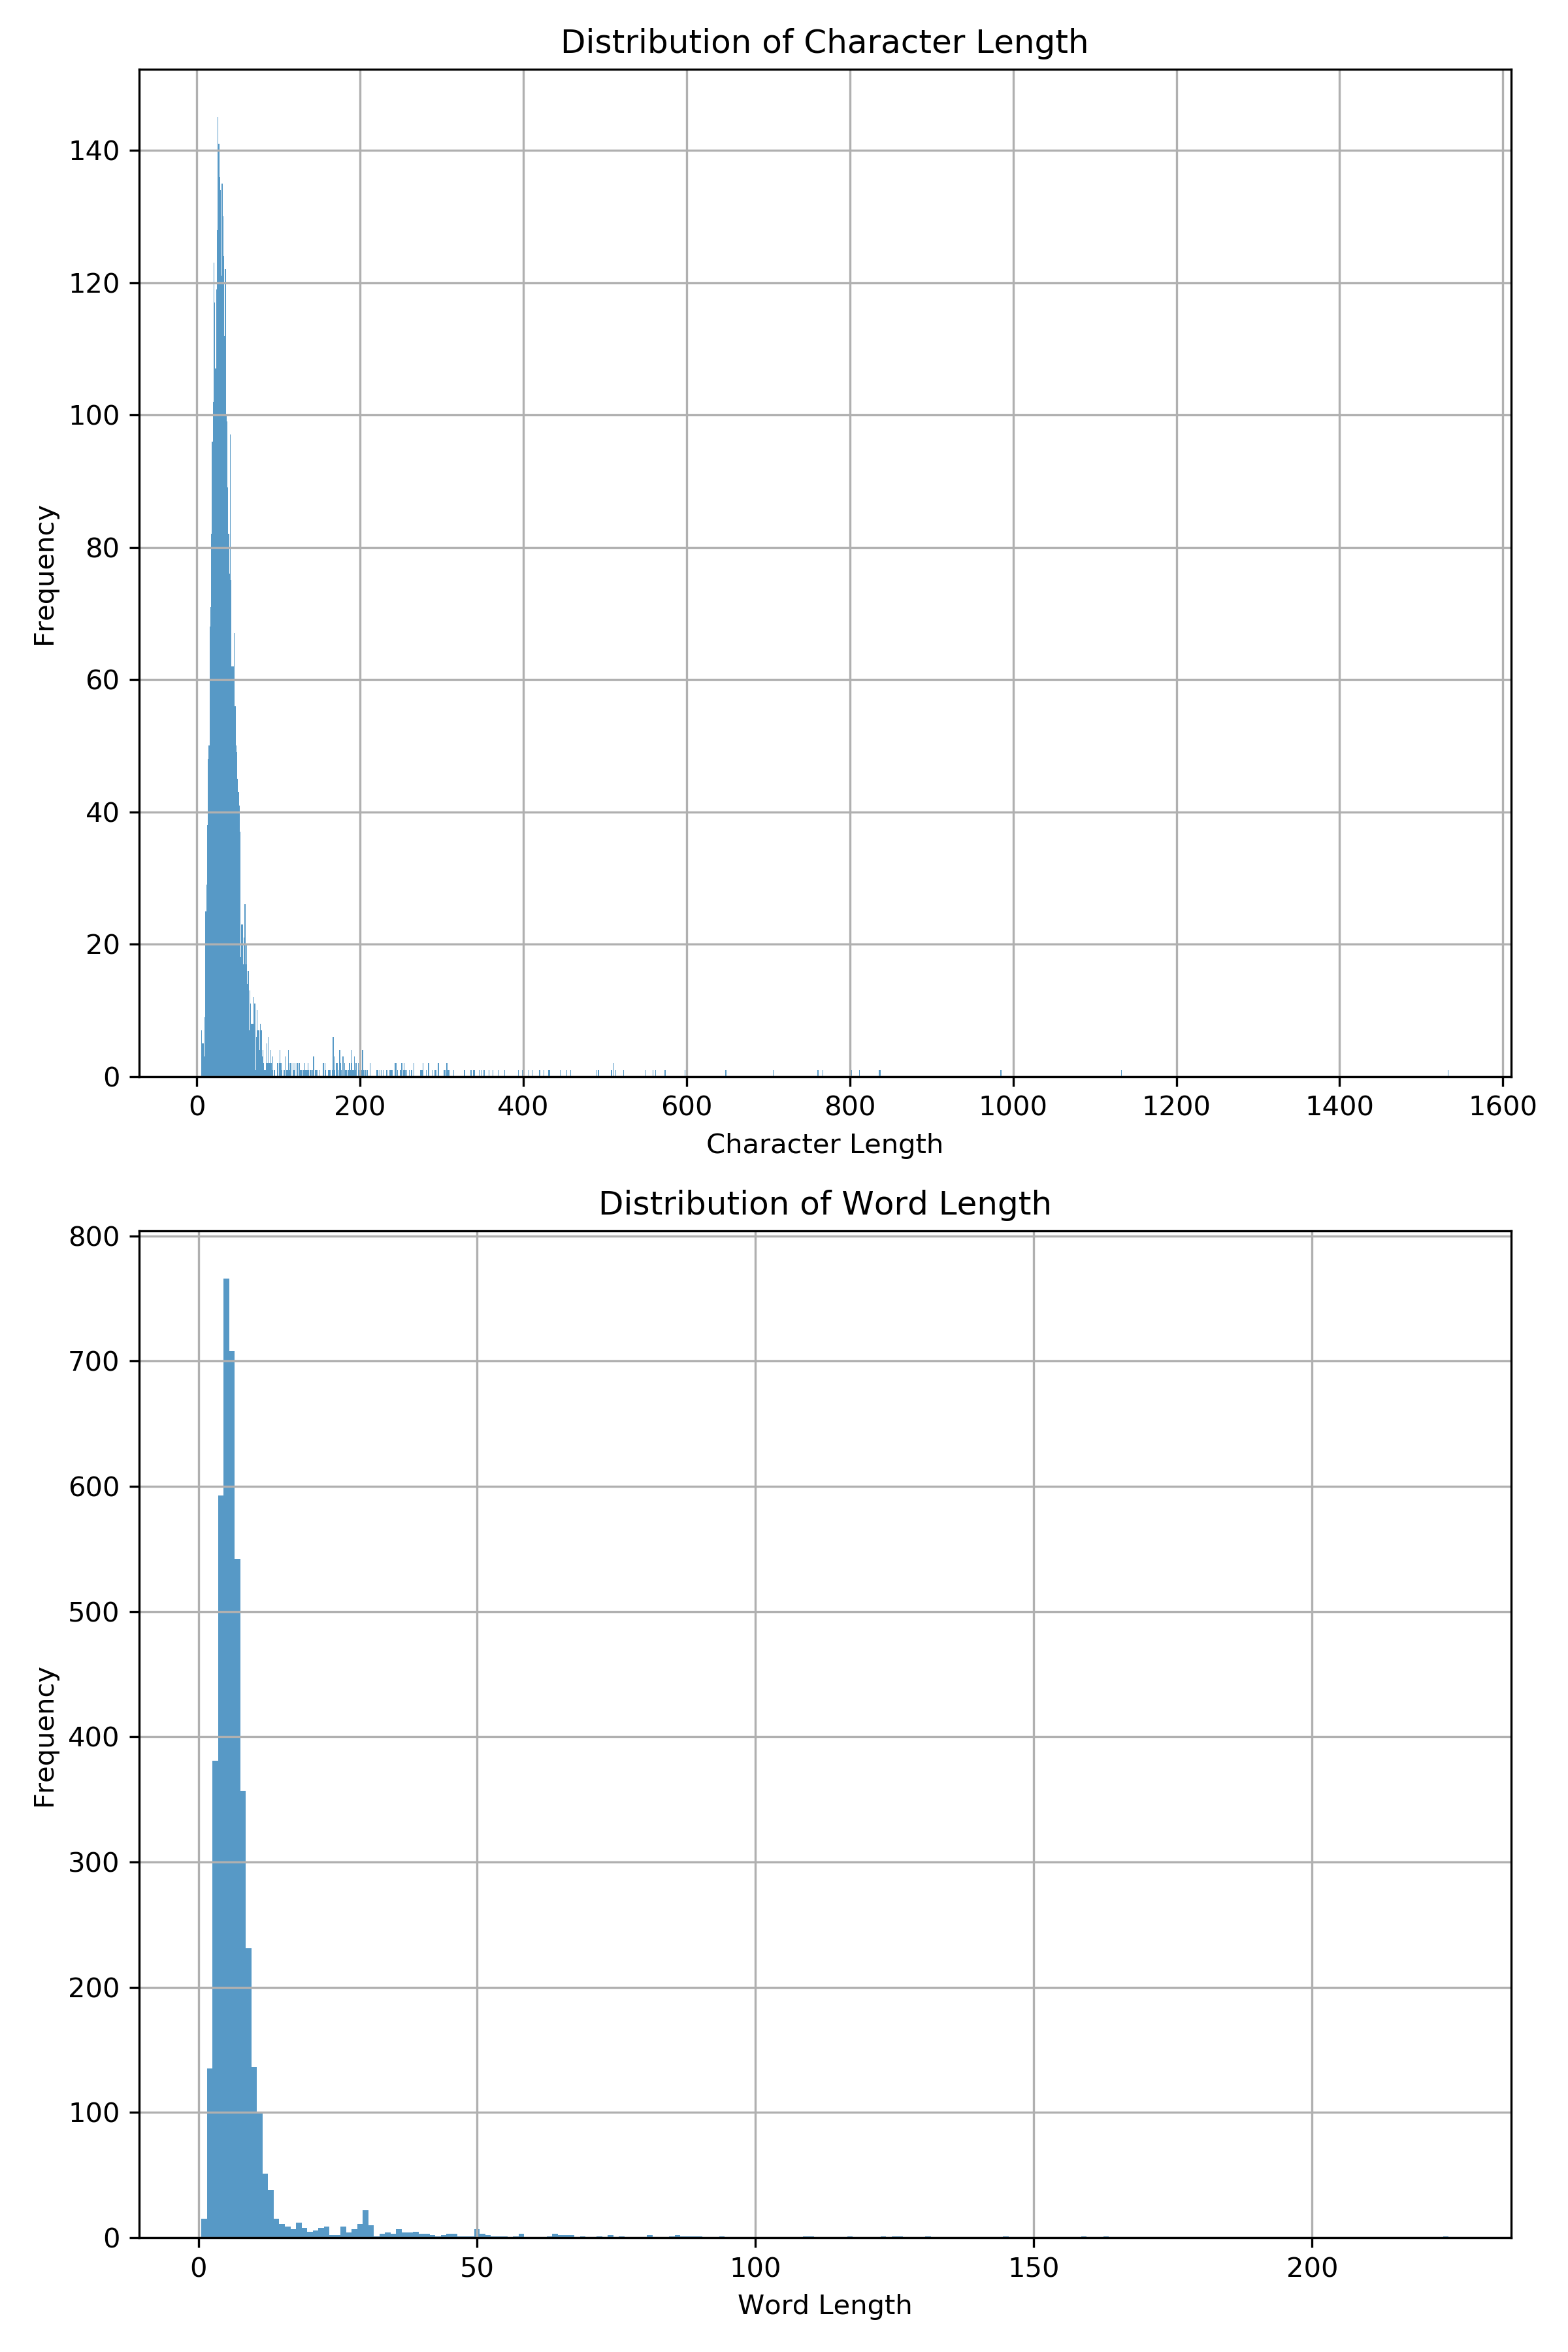 Distribution of Character Length
140
120
100
80
60
40
20
0
Frequency
0 200 400 600 800 1000 1200 1400 1600
Character Length
Distribution of Word Length
800
700
600
500
400
300
200
100
0
Frequency
0 50 100 150 200
Word Length